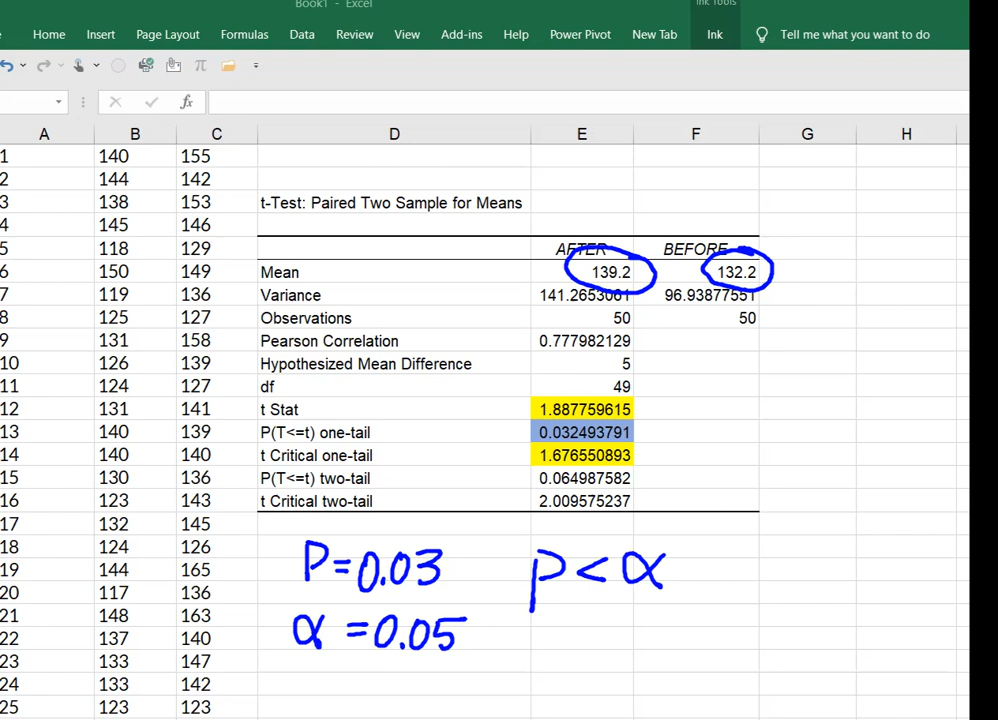 Book1 - Excel
Ink Tools
Home Insert Page Layout Formulas Data Review View Add-ins Help Power Pivot New Tab Ink Tell me what you want to do
A B C D E F G H
1 140 155
2 144 142
3 138 153 t-Test: Paired Two Sample for Means
4 145 146
5 118 129 AFTER BEFORE
6 150 149 Mean 139.2 132.2
7 119 136 Variance 141.2653061 96.93877551
8 125 127 Observations 50 50
9 131 158 Pearson Correlation 0.777982129
10 126 139 Hypothesized Mean Difference 5
11 124 127 df 49
12 131 141 t Stat 1.887759615
13 140 139 P(T<=t) one-tail 0.032493791
14 140 140 t Critical one-tail 1.676550893
15 130 136 P(T<=t) two-tail 0.064987582
16 123 143 t Critical two-tail 2.009575237
17 132 145
18 124 126
19 144 165
20 117 136
21 148 163
22 137 140
23 133 147
24 133 142
25 123 123
P=0.03 P<α
α=0.05